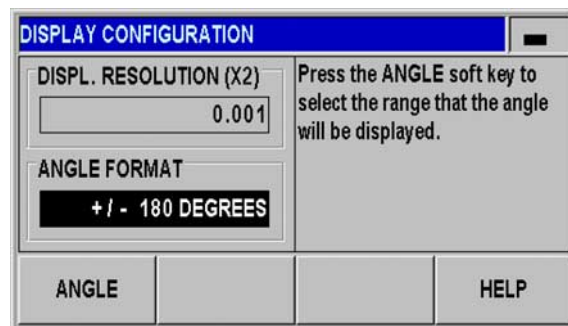 DISPLAY CONFIGURATION
DISPL. RESOLUTION (X2)
0.001
ANGLE FORMAT
+ / - 180 DEGREES
Press the ANGLE soft key to
select the range that the angle
will be displayed.
ANGLE
HELP